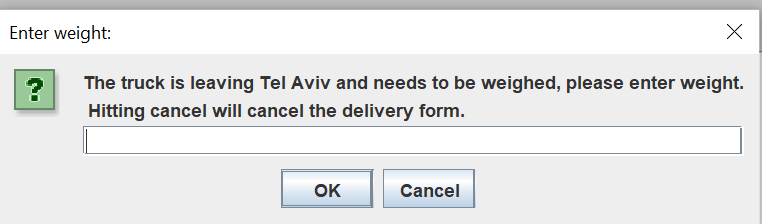 Enter weight:
The truck is leaving Tel Aviv and needs to be weighed, please enter weight.
Hitting cancel will cancel the delivery form.
OK
Cancel